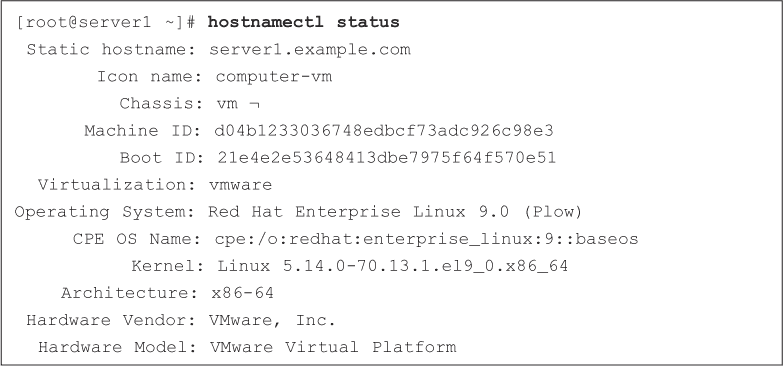 [root@server1 ~]# hostnamectl status
Static hostname: server1.example.com
Icon name: computer-vm
Chassis: vm ¬
Machine ID: d04b1233036748edbcf73adc926c98e3
Boot ID: 21e4e2e53648413dbe7975f64f570e51
Virtualization: vmware
Operating System: Red Hat Enterprise Linux 9.0 (Plow)
CPE OS Name: cpe:/o:redhat:enterprise_linux:9::baseos
Kernel: Linux 5.14.0-70.13.1.el9_0.x86_64
Architecture: x86-64
Hardware Vendor: VMware, Inc.
Hardware Model: VMware Virtual Platform